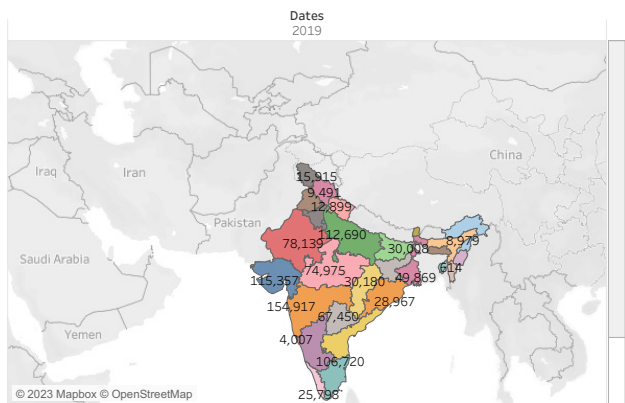 Dates
2019
China
Iraq
Iran
Pakistan
Saudi Arabia
Yemen
15,915
9,491
12,899
112,690
78,139
30,008
8,979
614
74,975
115,357
30,180
49,869
28,967
154,917
67,450
4,007
106,720
25,793
© 2023 Mapbox © OpenStreetMap